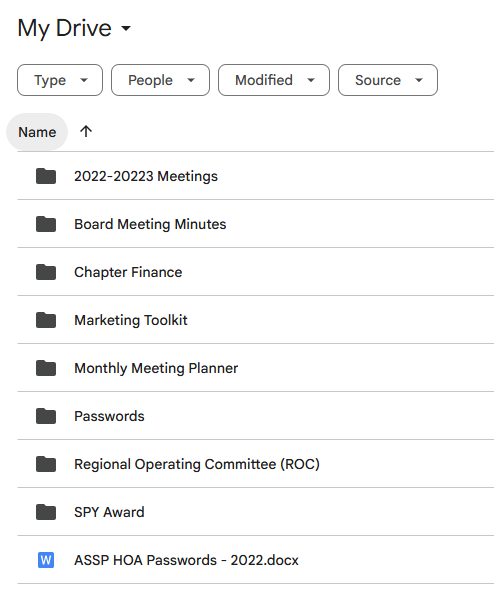 My Drive
Type
People
Modified
Source
Name
2022-20223 Meetings
Board Meeting Minutes
Chapter Finance
Marketing Toolkit
Monthly Meeting Planner
Passwords
Regional Operating Committee (ROC)
SPY Award
W ASSP HOA Passwords - 2022.docx